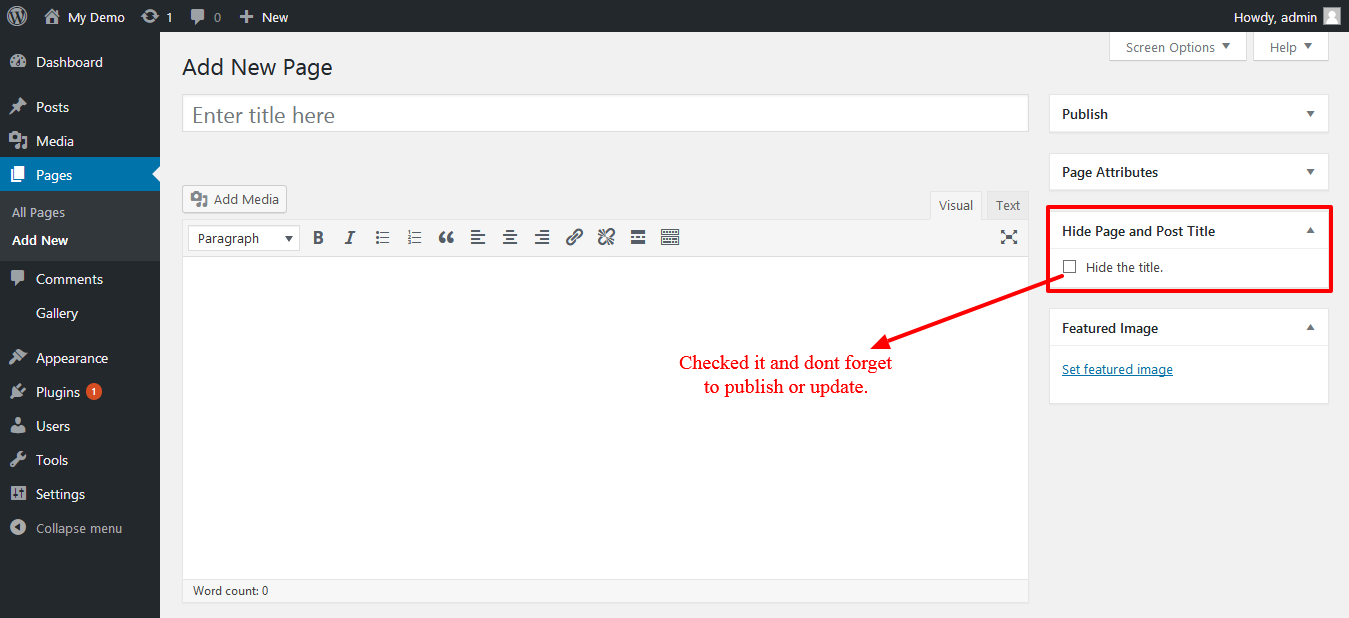 My Demo 1 0 New Howdy, admin
Screen Options Help
Dashboard
Posts
Media
Pages
All Pages
Add New
Comments
Gallery
Appearance
Plugins 1
Users
Tools
Settings
Collapse menu
Add New Page
Enter title here
Add Media
Visual Text
Paragraph B I
Checked it and dont forget
to publish or update.
Word count: 0
Publish
Page Attributes
Hide Page and Post Title
Hide the title.
Featured Image
Set featured image